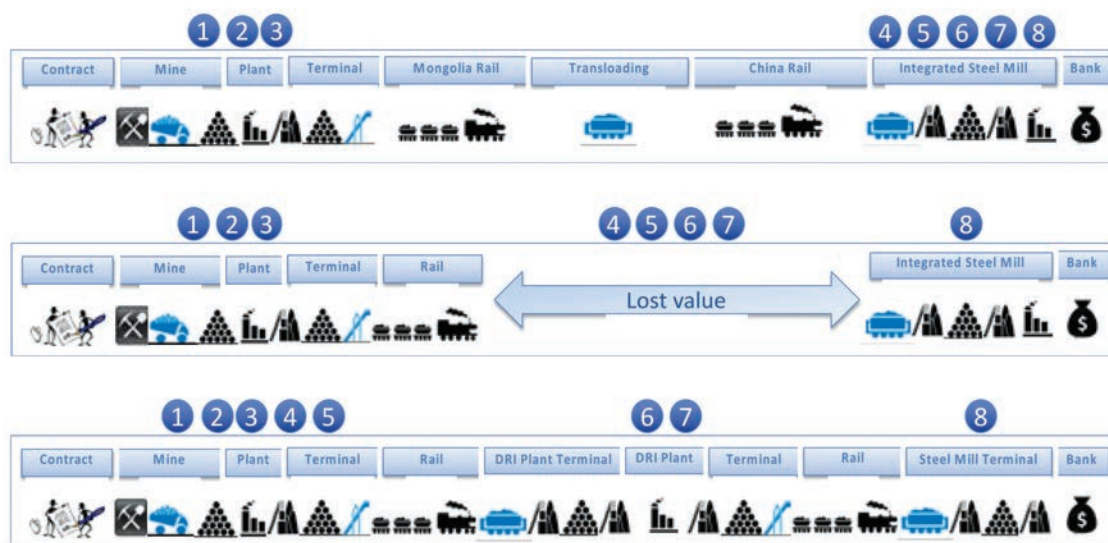 1 2 3 4 5 6 7 8
Contract Mine Plant Terminal Mongolia Rail Transloading China Rail Integrated Steel Mill Bank
$
1 2 3 4 5 6 7 8
Contract Mine Plant Terminal Rail Integrated Steel Mill Bank
Lost value
$
1 2 3 4 5 6 7 8
Contract Mine Plant Terminal Rail DRI Plant Terminal DRI Plant Terminal Rail Steel Mill Terminal Bank
$